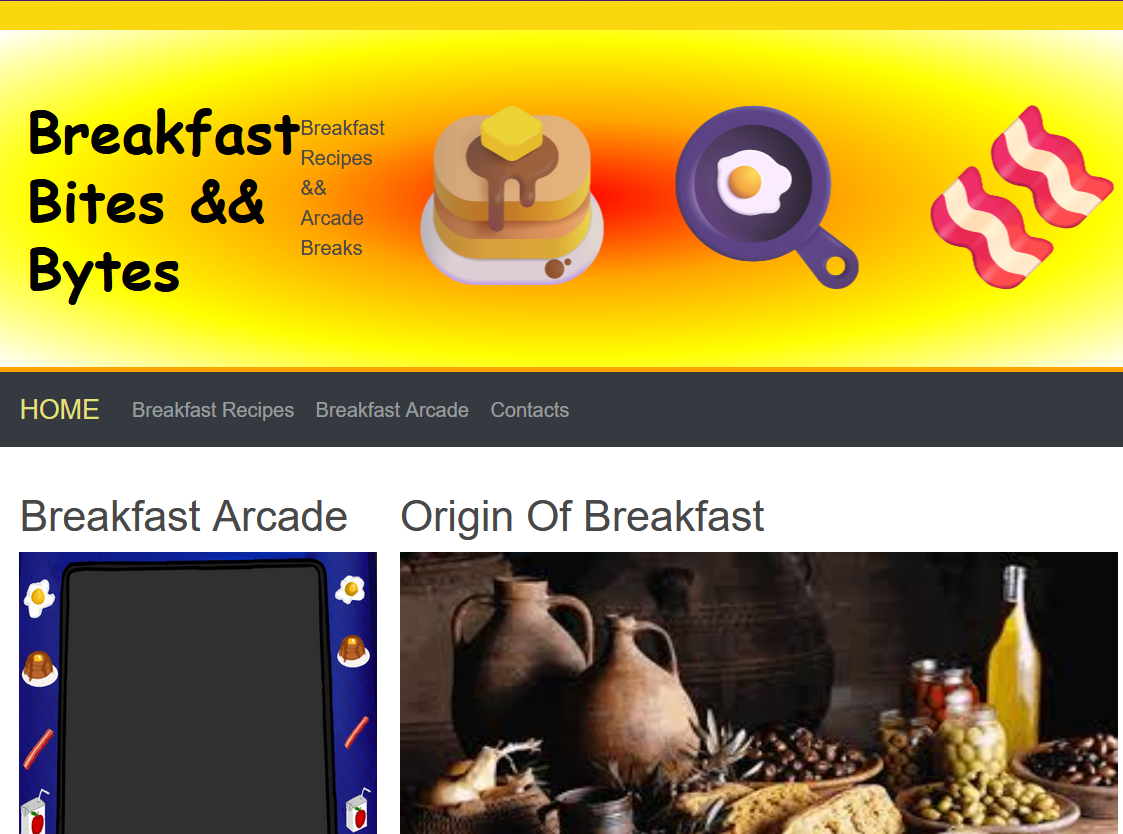 Breakfast
Bites &&
Bytes
Breakfast
Recipes
&&
Arcade
Breaks
HOME Breakfast Recipes Breakfast Arcade Contacts
Breakfast Arcade
Origin Of Breakfast